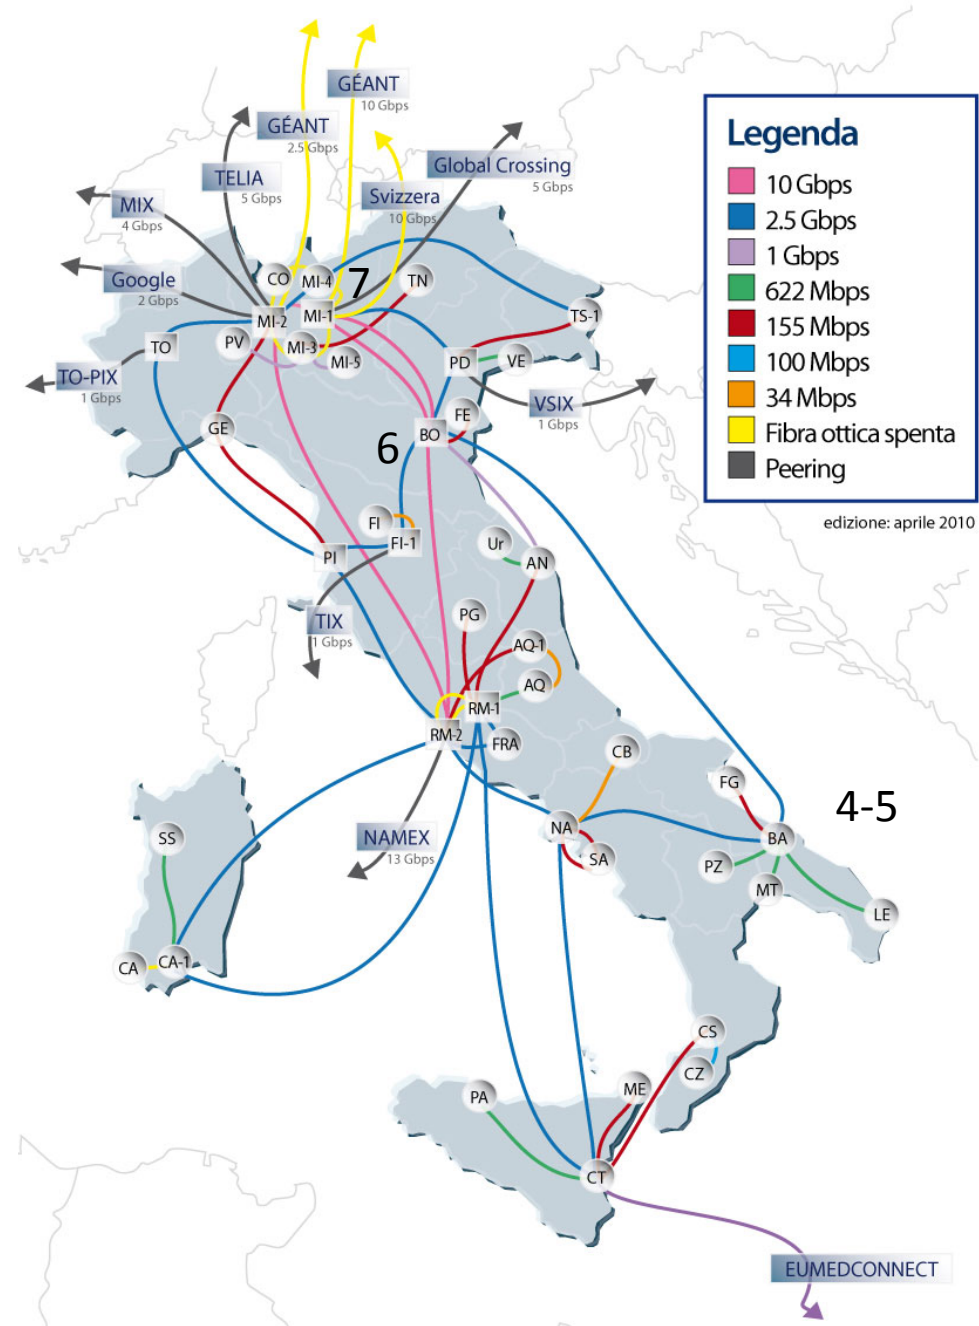 GÉANT
10 Gbps
GÉANT
2.5 Gbps
Global Crossing
5 Gbps
TELIA
5 Gbps
Svizzera
10 Gbps
MIX
4 Gbps
Google
2 Gbps
TO-PIX
1 Gbps
VSIX
1 Gbps
Legenda
10 Gbps
2.5 Gbps
1 Gbps
622 Mbps
155 Mbps
100 Mbps
34 Mbps
Fibra ottica spenta
Peering
edizione: aprile 2010
CO
MI-4
7
TN
MI-2
MI-1
TS-1
TO
PV
MI-3
MI-5
PD
VE
GE
FE
BO
6
FI
FI-1
PI
Ur
AN
TIX
1 Gbps
PG
AQ-1
AQ
RM-1
RM-2
FRA
CB
FG
4-5
NAMEX
13 Gbps
NA
SA
BA
PZ
MT
LE
SS
CA
CA-1
CS
CZ
PA
ME
CT
EUMEDCONNECT